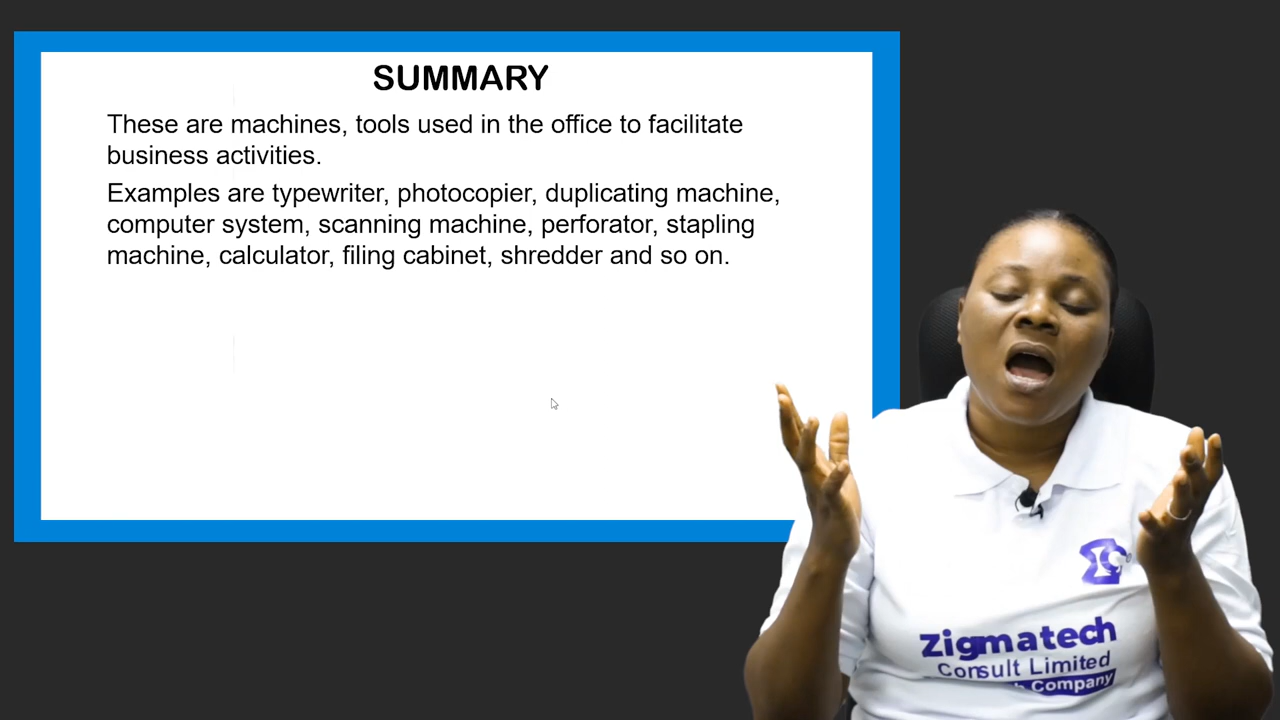 SUMMARY
These are machines, tools used in the office to facilitate
business activities.
Examples are typewriter, photocopier, duplicating machine,
computer system, scanning machine, perforator, stapling
machine, calculator, filing cabinet, shredder and so on.
Zigmatech
Consult Limited
Company